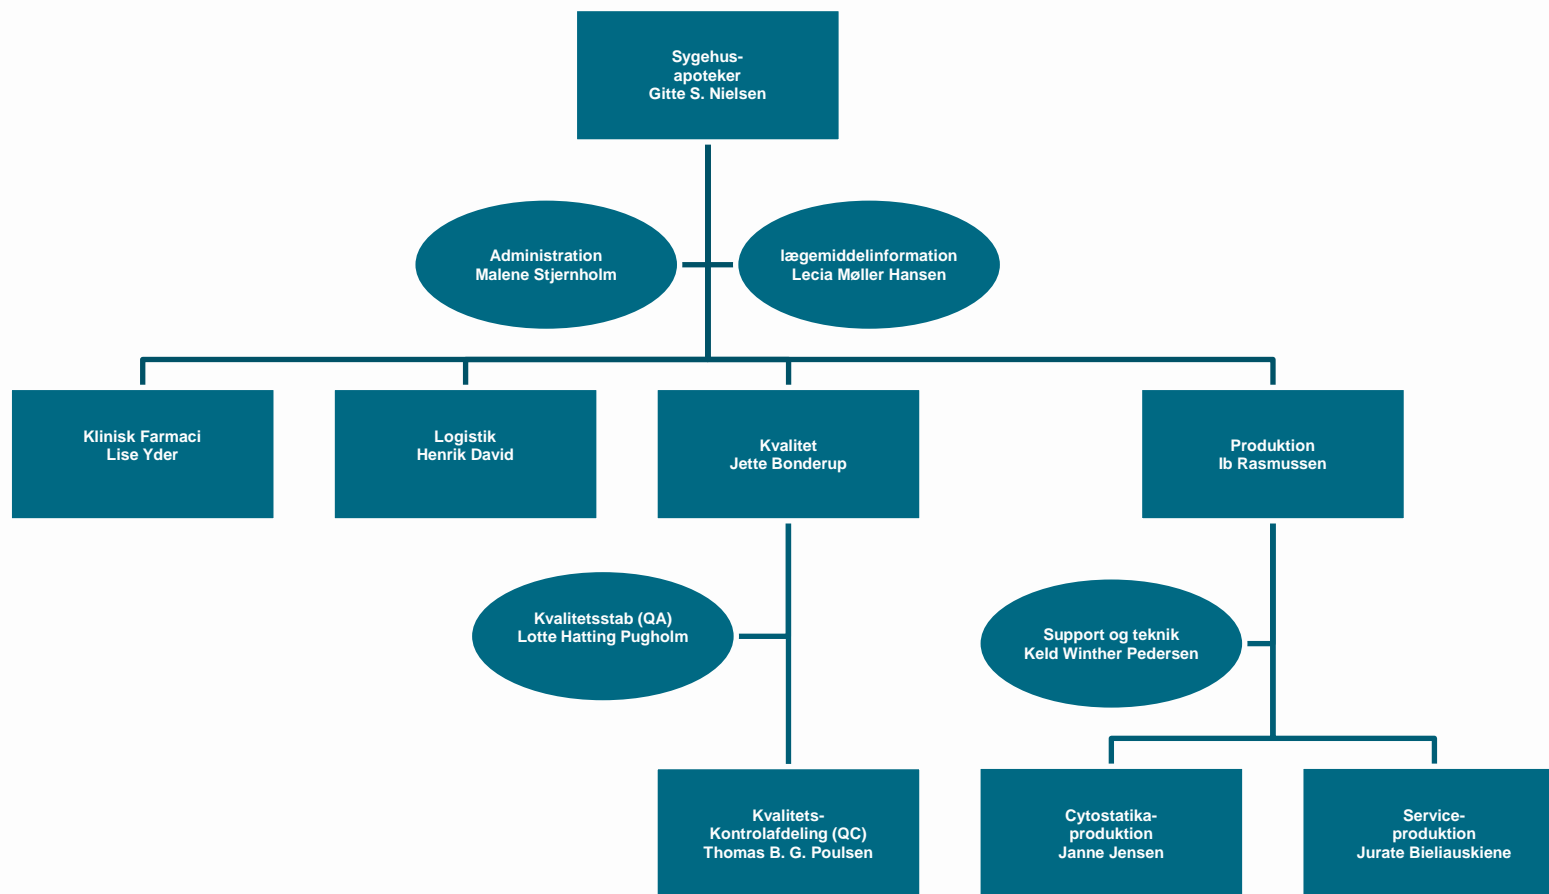 Sygehus-
apoteker
Gitte S. Nielsen
Administration
Malene Stjernholm
lægemiddelinformation
Lecia Møller Hansen
Klinisk Farmaci
Lise Yder
Logistik
Henrik David
Kvalitet
Jette Bonderup
Produktion
Ib Rasmussen
Kvalitetsstab (QA)
Lotte Hatting Pugholm
Support og teknik
Keld Winther Pedersen
Kvalitets-
Kontrolafdeling (QC)
Thomas B. G. Poulsen
Cytostatika-
produktion
Janne Jensen
Service-
produktion
Jurate Bieliauskiene